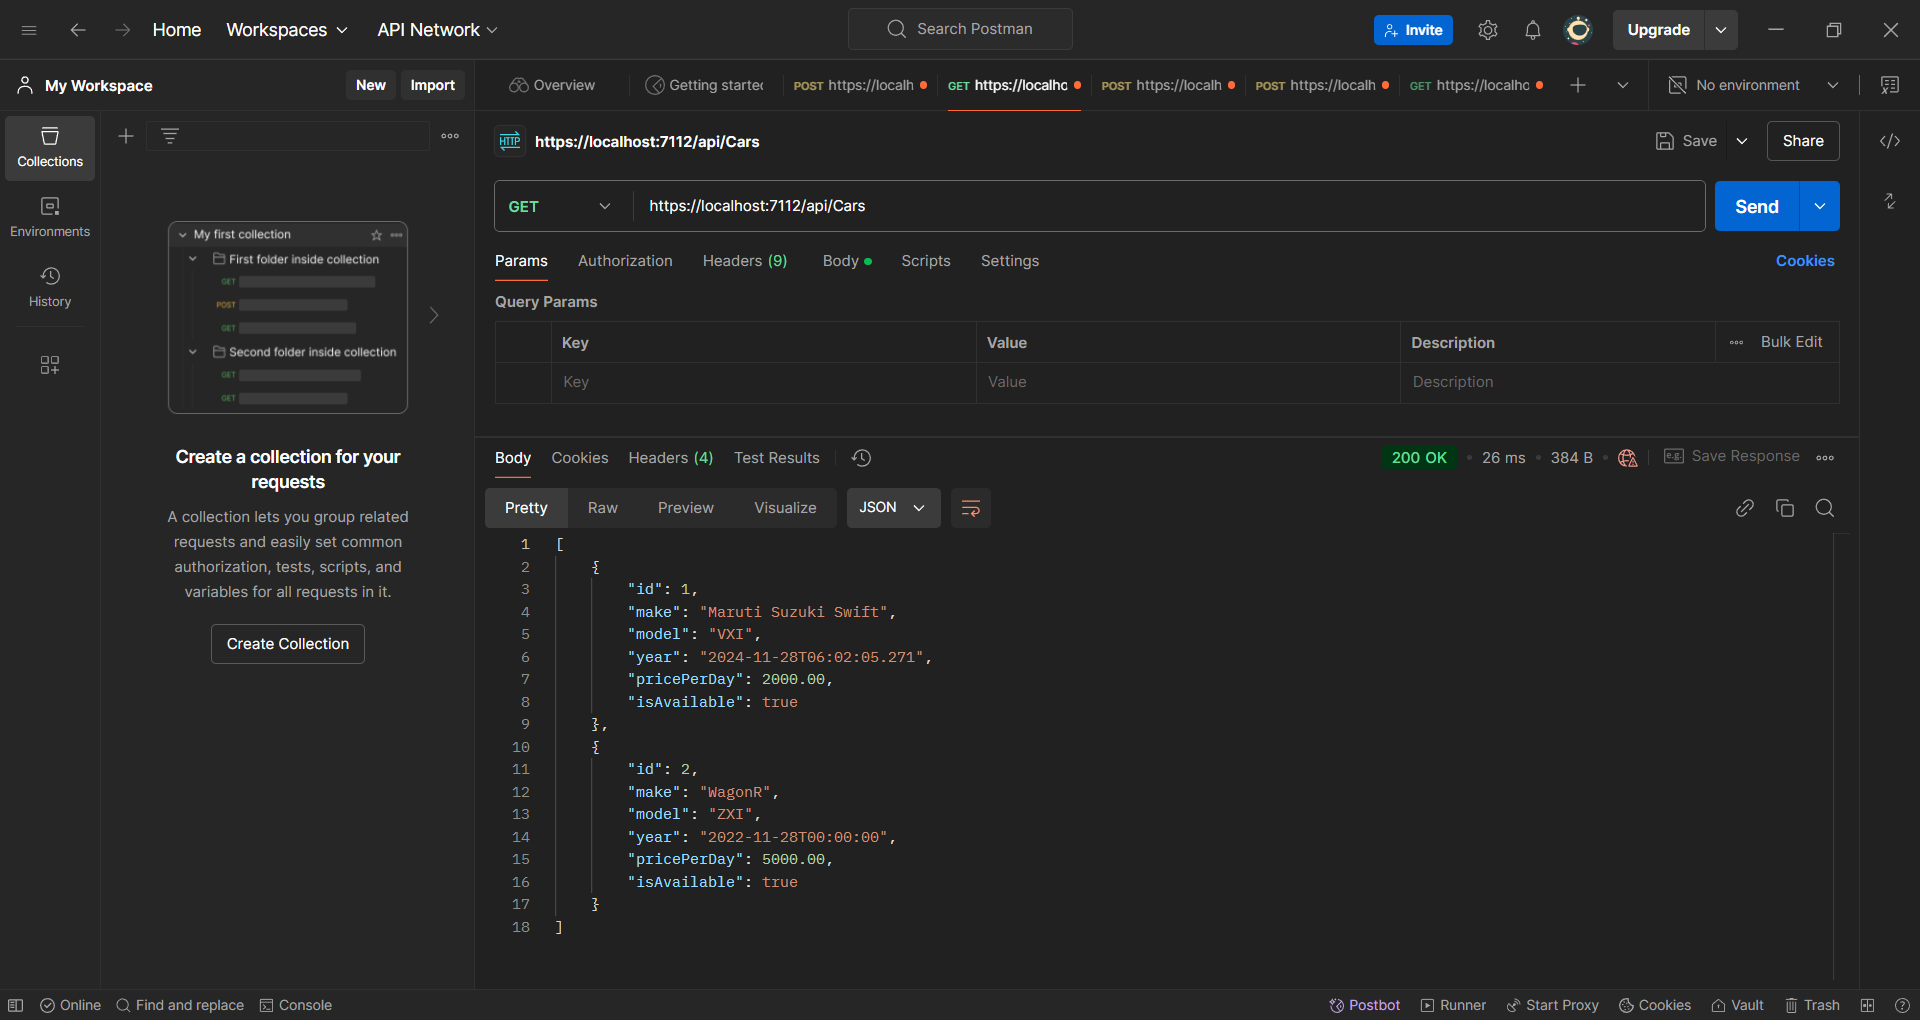 Home Workspaces API Network Search Postman Invite Upgrade
My Workspace New Import Overview Getting started POST https://localh GET https://localho POST https://localh POST https://localh GET https://localho No environment
Collections
Environments
History
My first collection
First folder inside collection
GET
POST
GET
Second folder inside collection
GET
GET
Create a collection for your
requests
A collection lets you group related
requests and easily set common
authorization, tests, scripts, and
variables for all requests in it.
Create Collection
HTTP https://localhost:7112/api/Cars Save Share
GET https://localhost:7112/api/Cars Send
Params Authorization Headers (9) Body Scripts Settings Cookies
Query Params
Key Value Description Bulk Edit
Key Value Description
Body Cookies Headers (4) Test Results 200 OK 26 ms 384 B e.g. Save Response
Pretty Raw Preview Visualize JSON
1 [
2 {
3 "id": 1,
4 "make": "Maruti Suzuki Swift",
5 "model": "VXI",
6 "year": "2024-11-28T06:02:05.271",
7 "pricePerDay": 2000.00,
8 "isAvailable": true
9 },
10 {
11 "id": 2,
12 "make": "WagonR",
13 "model": "ZXI",
14 "year": "2022-11-28T00:00:00",
15 "pricePerDay": 5000.00,
16 "isAvailable": true
17 }
18 ]
Online Find and replace Console Postbot Runner Start Proxy Cookies Vault Trash